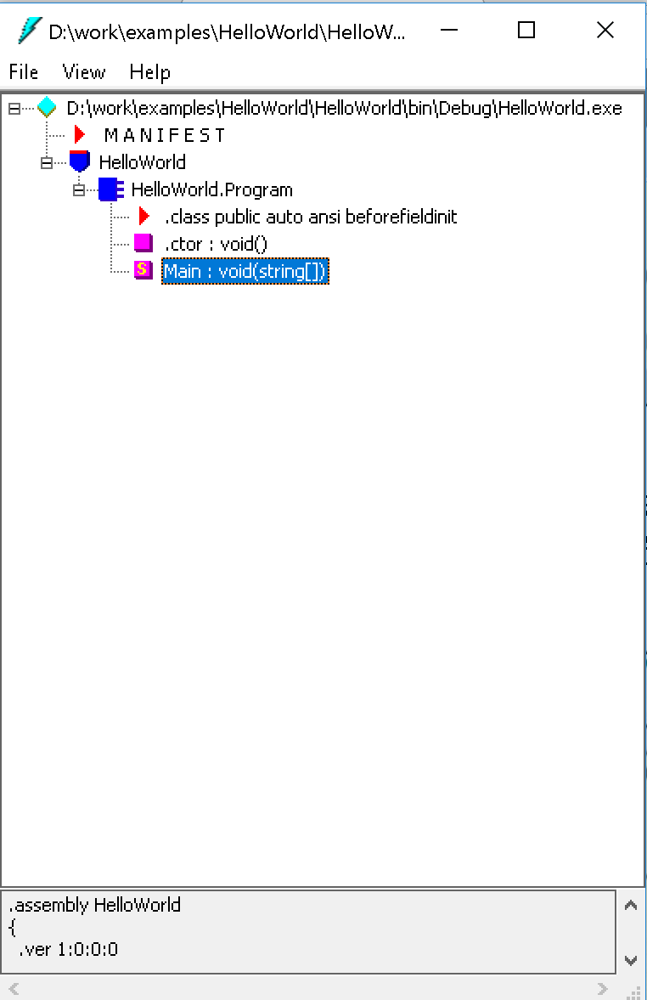 D:\work\examples\HelloWorld\HelloW...
File View Help
D:\work\examples\HelloWorld\HelloWorld\bin\Debug\HelloWorld.exe
M A N I F E S T
HelloWorld
HelloWorld.Program
.class public auto ansi beforefieldinit
.ctor : void()
S Main : void(string[])
.assembly HelloWorld
{
.ver 1:0:0:0